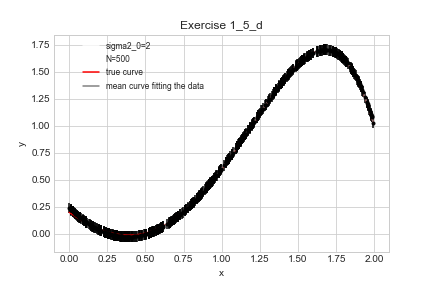 Exercise 1_5_d
sigma2_0=2
N=500
true curve
mean curve fitting the data
1.75
1.50
1.25
1.00
0.75
0.50
0.25
0.00
y
0.00 0.25 0.50 0.75 1.00 1.25 1.50 1.75 2.00
x